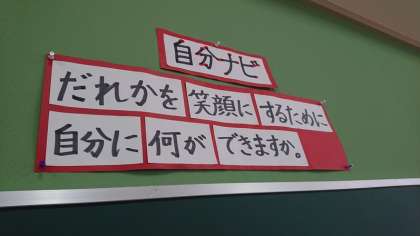 自分ナビ
だれかを笑顔にするために
自分に何ができますか。